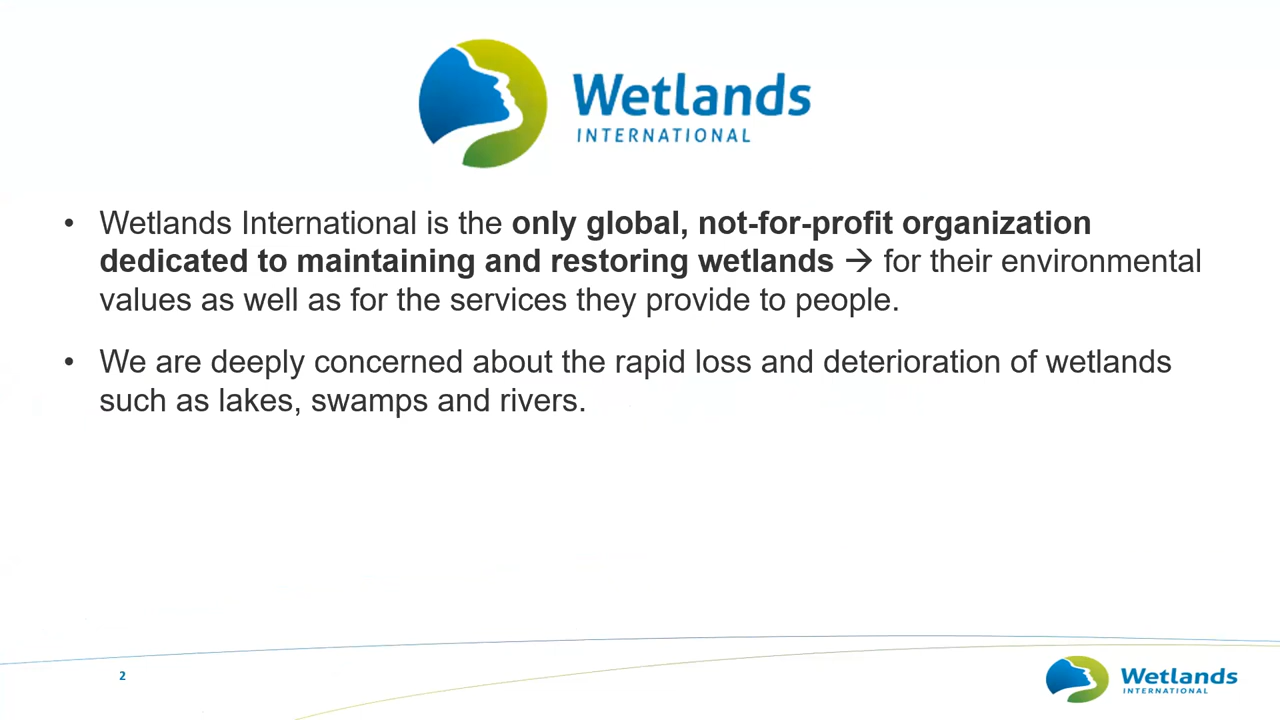 Wetlands
INTERNATIONAL
• Wetlands International is the only global, not-for-profit organization
dedicated to maintaining and restoring wetlands → for their environmental
values as well as for the services they provide to people.
• We are deeply concerned about the rapid loss and deterioration of wetlands
such as lakes, swamps and rivers.
2
Wetlands
INTERNATIONAL